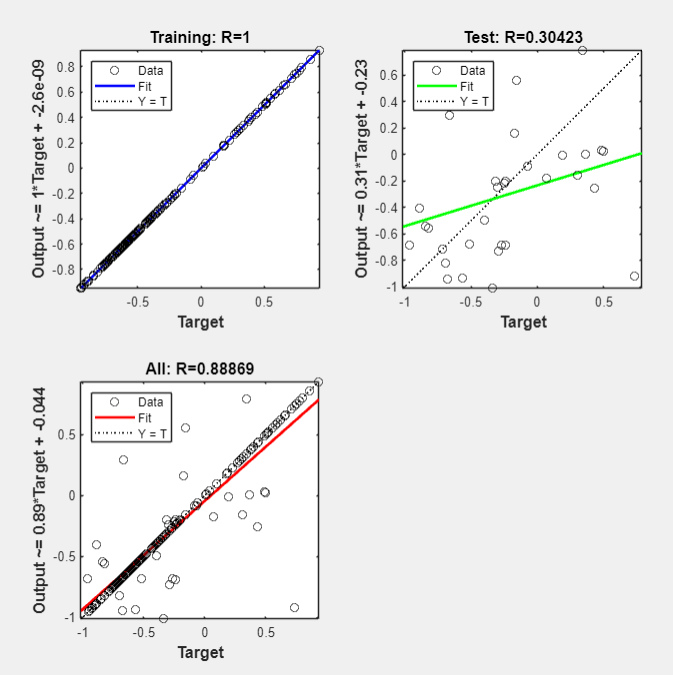 Training: R=1
Output ~= 1*Target + -2.6e-09
0.8
0.6
0.4
0.2
0
-0.2
-0.4
-0.6
-0.8
Data
Fit
Y = T
-0.5
0
0.5
Target
Test: R=0.30423
Output ~= 0.31*Target + -0.23
0.6
0.4
0.2
0
-0.2
-0.4
-0.6
-0.8
-1
Data
Fit
Y = T
-1
-0.5
0
0.5
Target
All: R=0.88869
Output ~= 0.89*Target + -0.044
0.5
0
-0.5
-1
Data
Fit
Y = T
-1
-0.5
0
0.5
Target